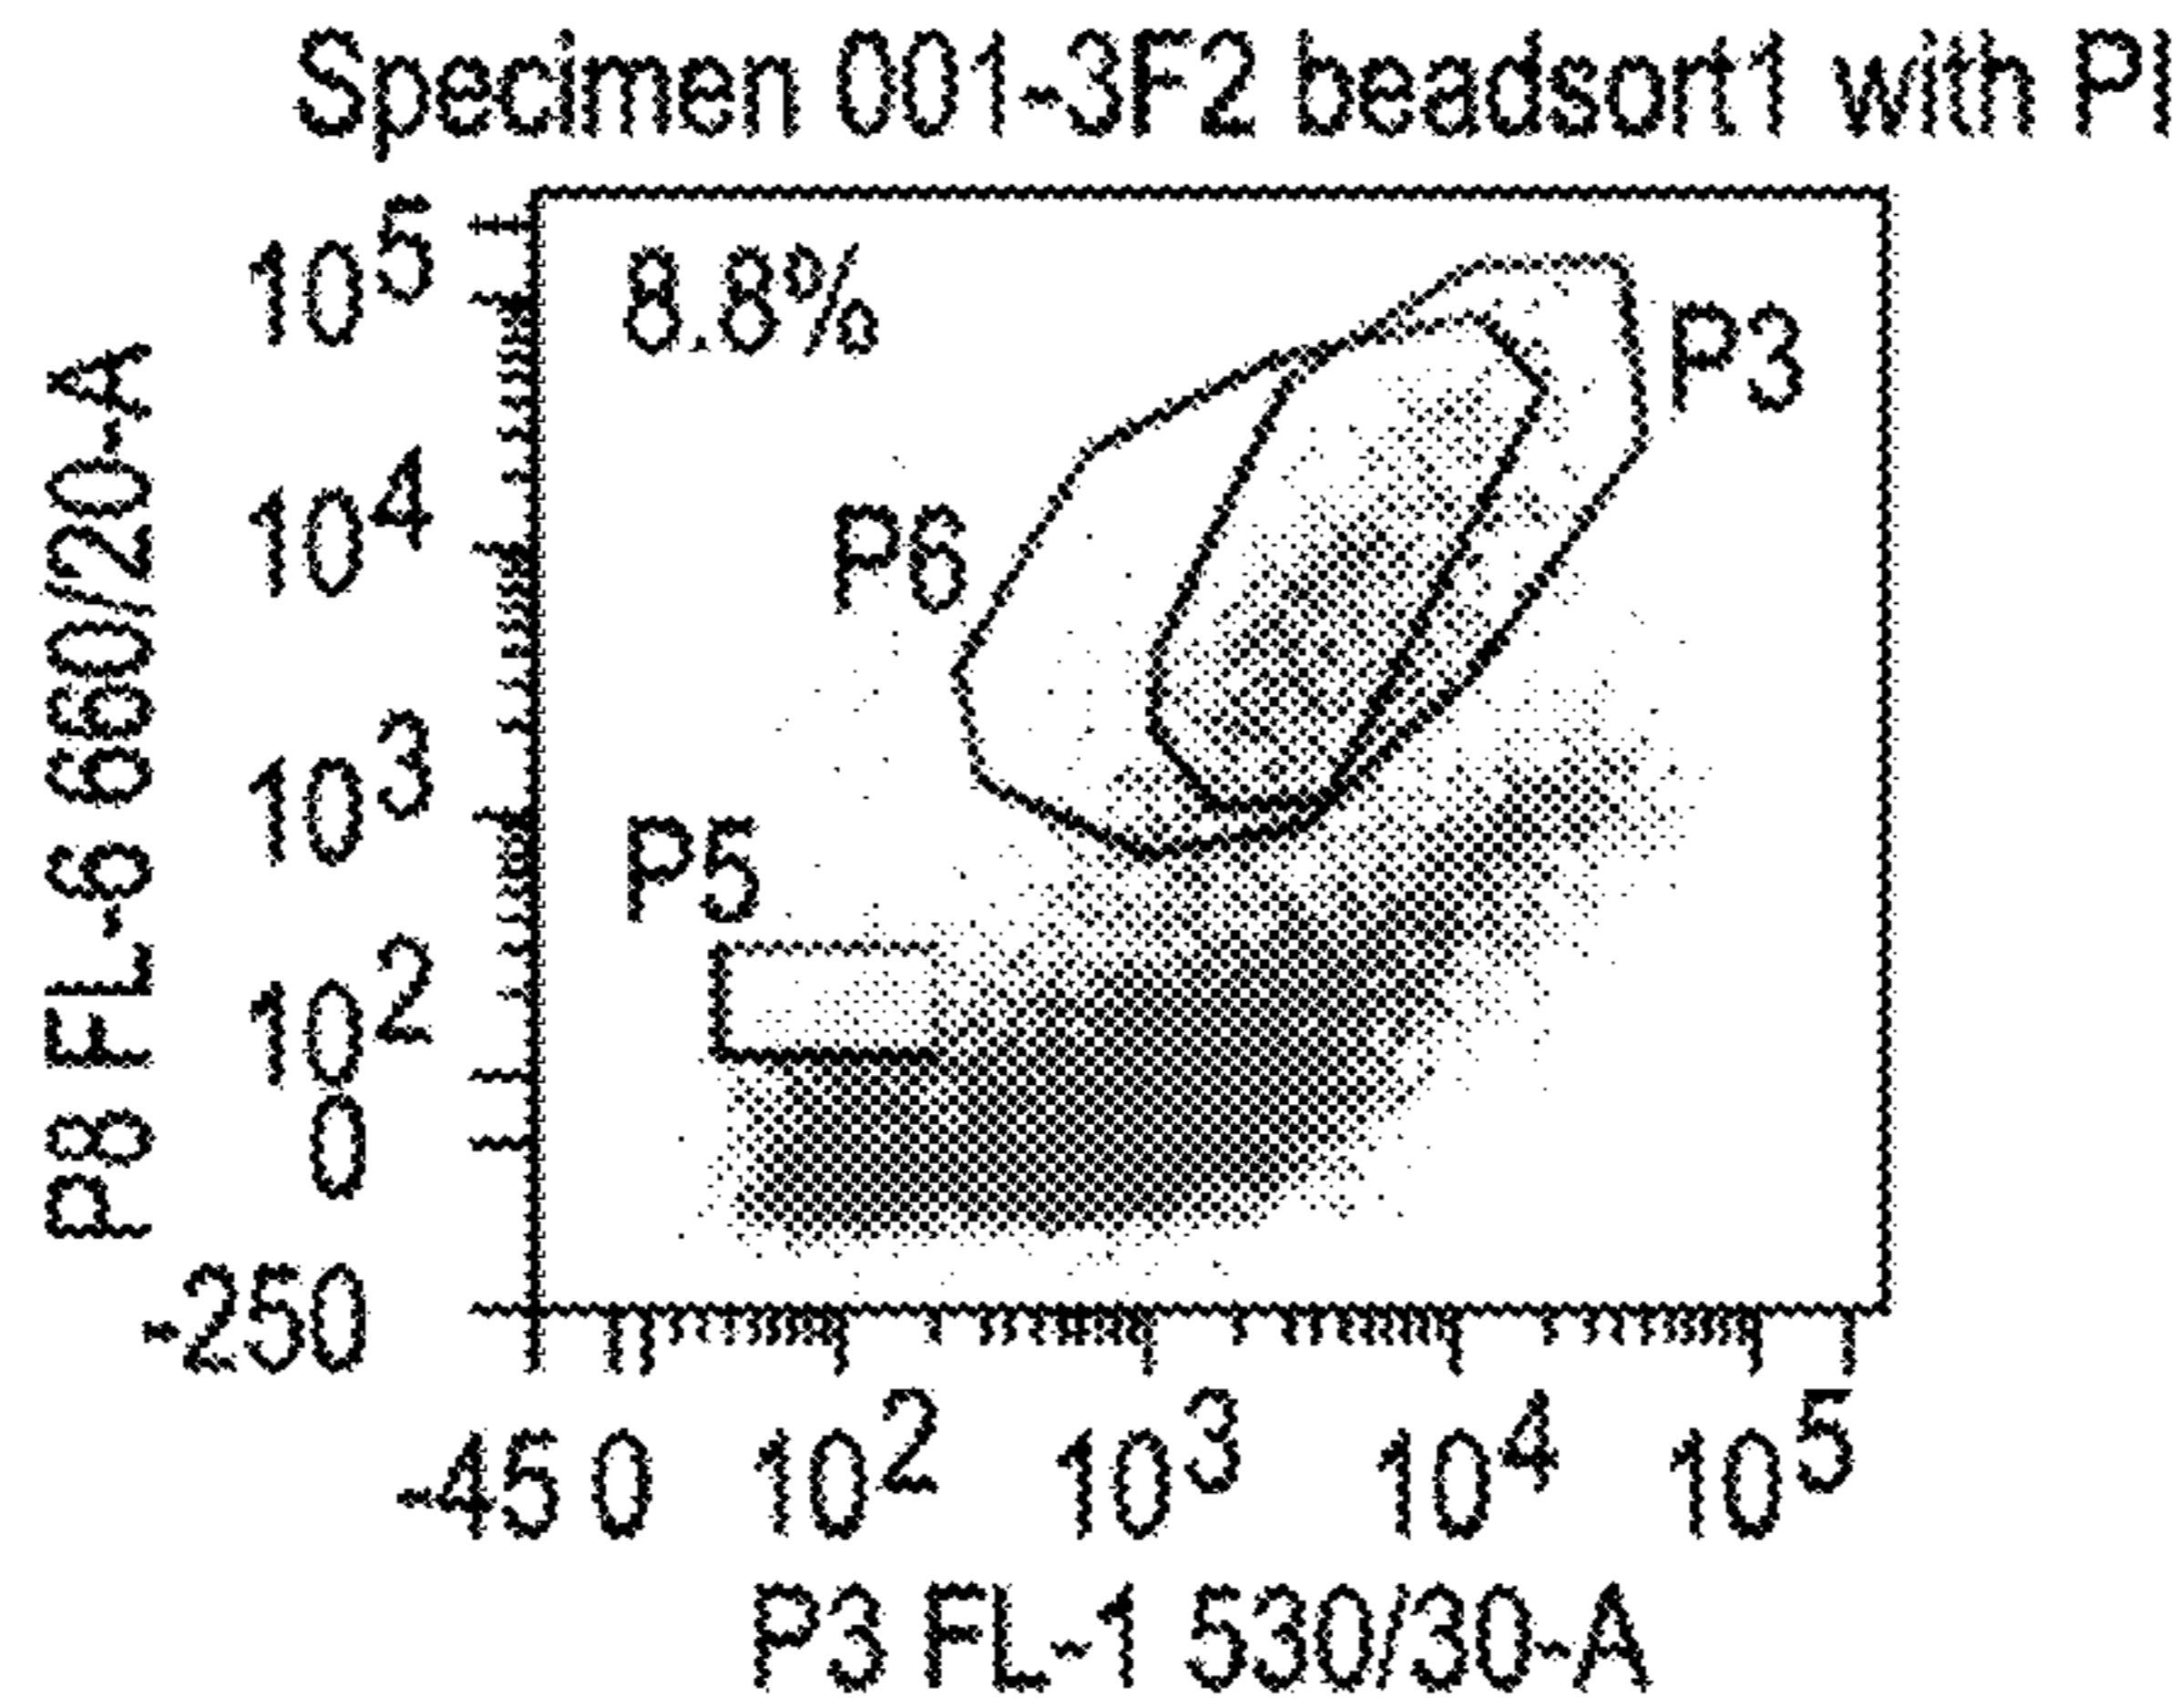 Specimen 001-3F2 beadsort1 with PI
P8 FL-6 660/20-A
10^5
10^4
10^3
10^2
0
-250
8.8%
P3
P6
P5
-45 0 10^2 10^3 10^4 10^5
P3 FL-1 530/30-A